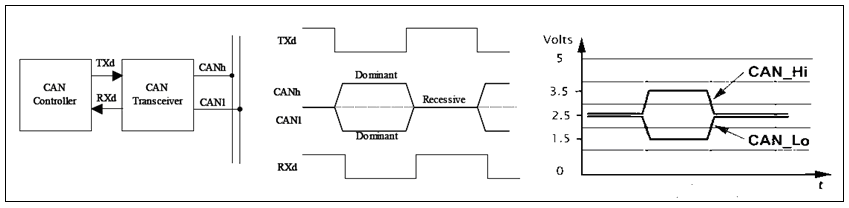 CAN
Controller
TXd
RXd
CAN
Transceiver
CANh
CANl
TXd
Dominant
CANh
Recessive
CANl
Dominant
RXd
Volts
5
3.5
2.5
1.5
0
CAN_Hi
CAN_Lo
t